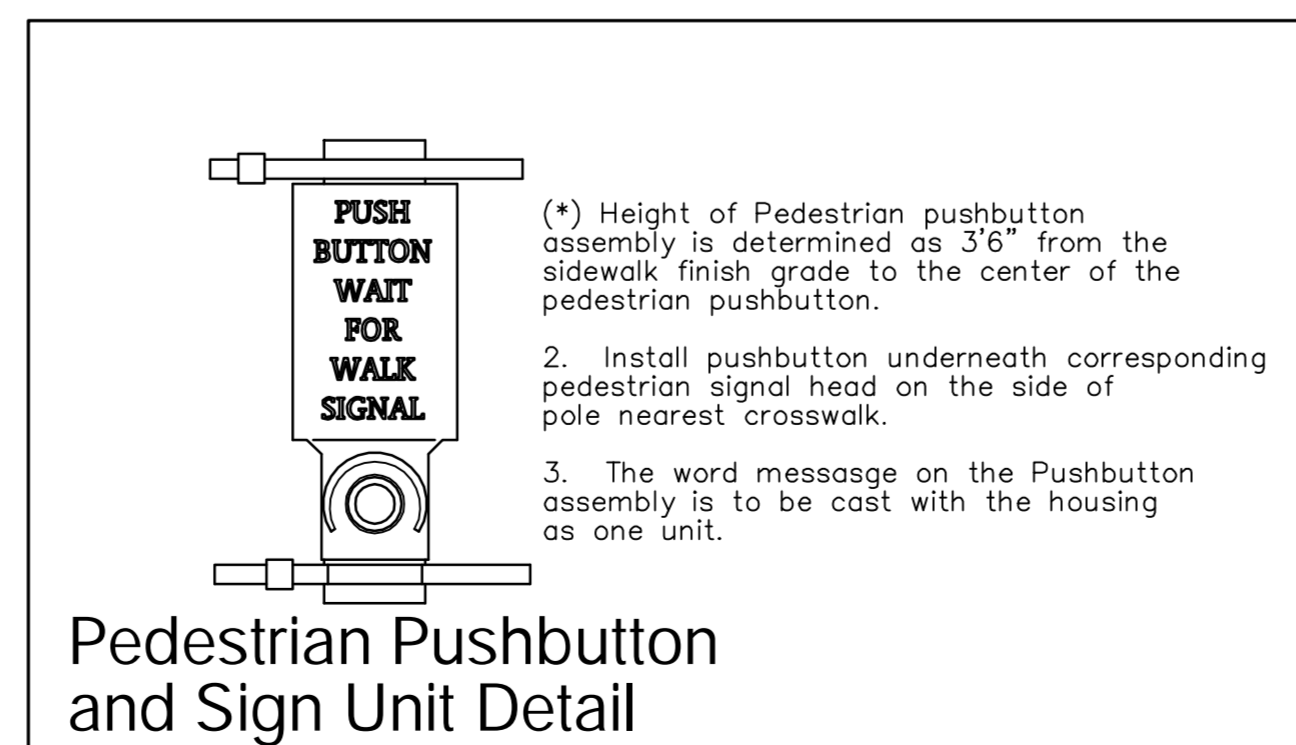 PUSH
BUTTON
WAIT
FOR
WALK
SIGNAL
(*) Height of Pedestrian pushbutton
assembly is determined as 3'6" from the
sidewalk finish grade to the center of the
pedestrian pushbutton.
2. Install pushbutton underneath corresponding
pedestrian signal head on the side of
pole nearest crosswalk.
3. The word messasge on the Pushbutton
assembly is to be cast with the housing
as one unit.
Pedestrian Pushbutton
and Sign Unit Detail